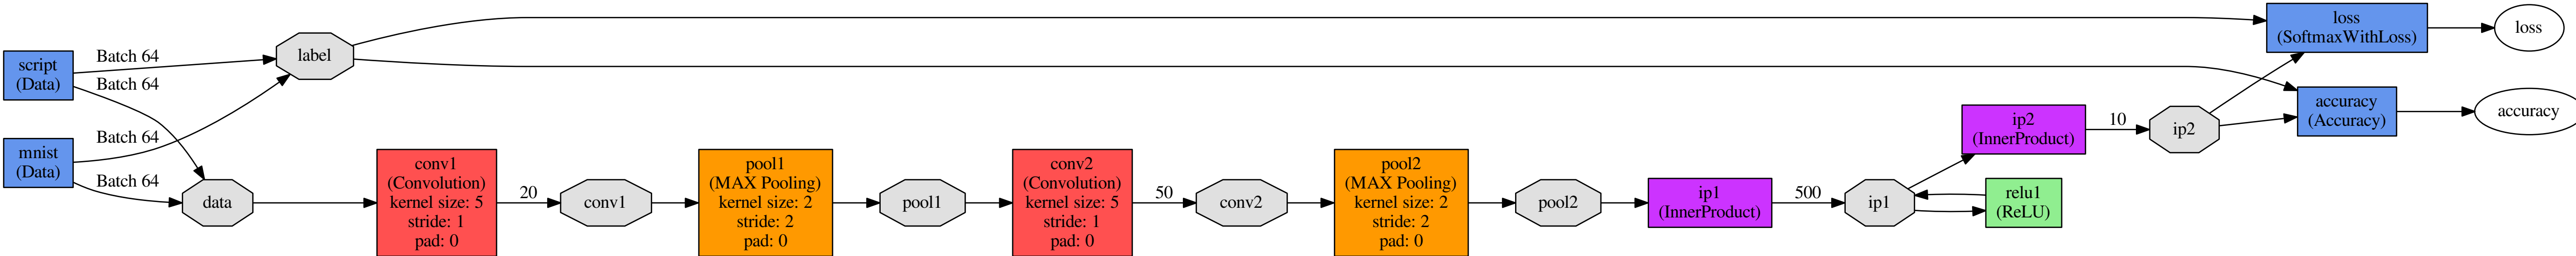 script
(Data)
Batch 64
Batch 64
mnist
(Data)
Batch 64
Batch 64
label
data
conv1
(Convolution)
kernel size: 5
stride: 1
pad: 0
20
conv1
pool1
(MAX Pooling)
kernel size: 2
stride: 2
pad: 0
pool1
conv2
(Convolution)
kernel size: 5
stride: 1
pad: 0
50
conv2
pool2
(MAX Pooling)
kernel size: 2
stride: 2
pad: 0
pool2
ip1
(InnerProduct)
500
ip1
relu1
(ReLU)
ip2
(InnerProduct)
10
ip2
loss
(SoftmaxWithLoss)
loss
accuracy
(Accuracy)
accuracy